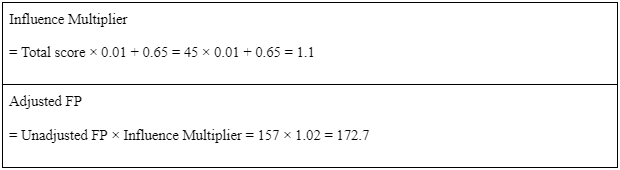 Influence Multiplier
= Total score × 0.01 + 0.65 = 45 × 0.01 + 0.65 = 1.1
Adjusted FP
= Unadjusted FP × Influence Multiplier = 157 × 1.02 = 172.7